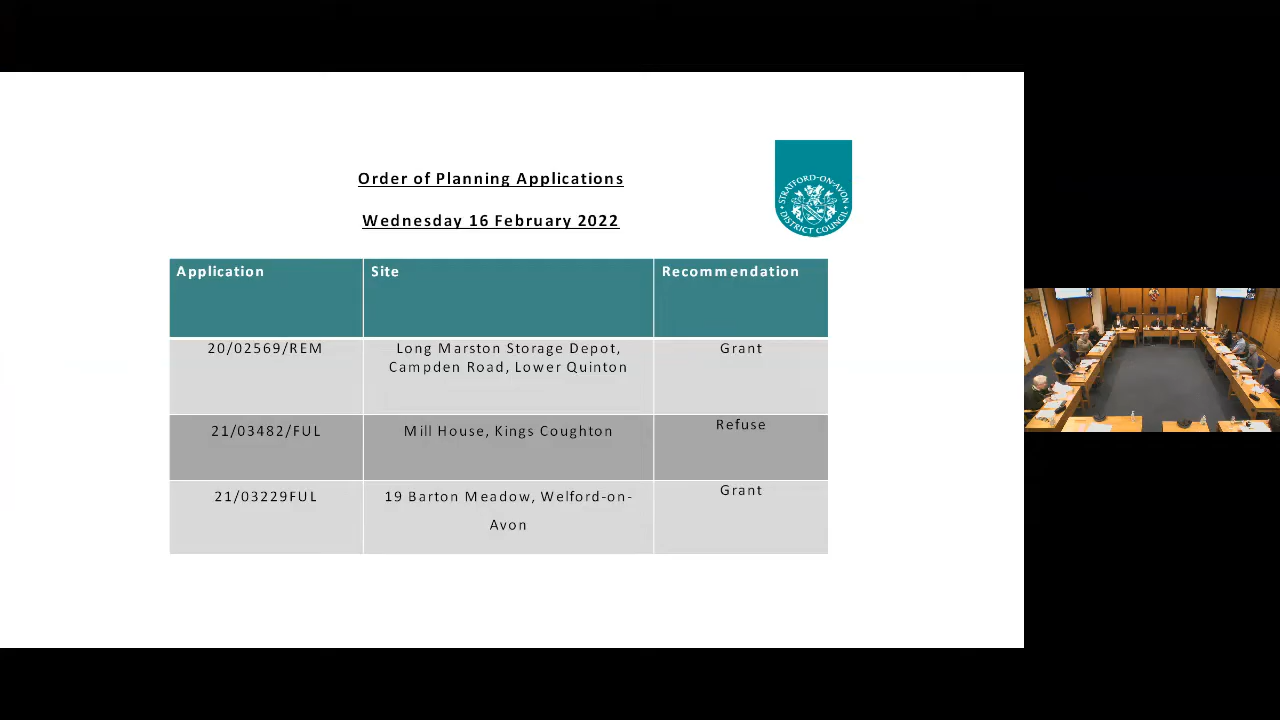 Order of Planning Applications
Wednesday 16 February 2022
STRATFORD-ON-AVON
DISTRICT COUNCIL
Application Site Recommendation
20/02569/REM Long Marston Storage Depot, Grant
Campden Road, Lower Quinton
21/03482/FUL Mill House, Kings Coughton Refuse
21/03229FUL 19 Barton Meadow, Welford-on- Grant
Avon